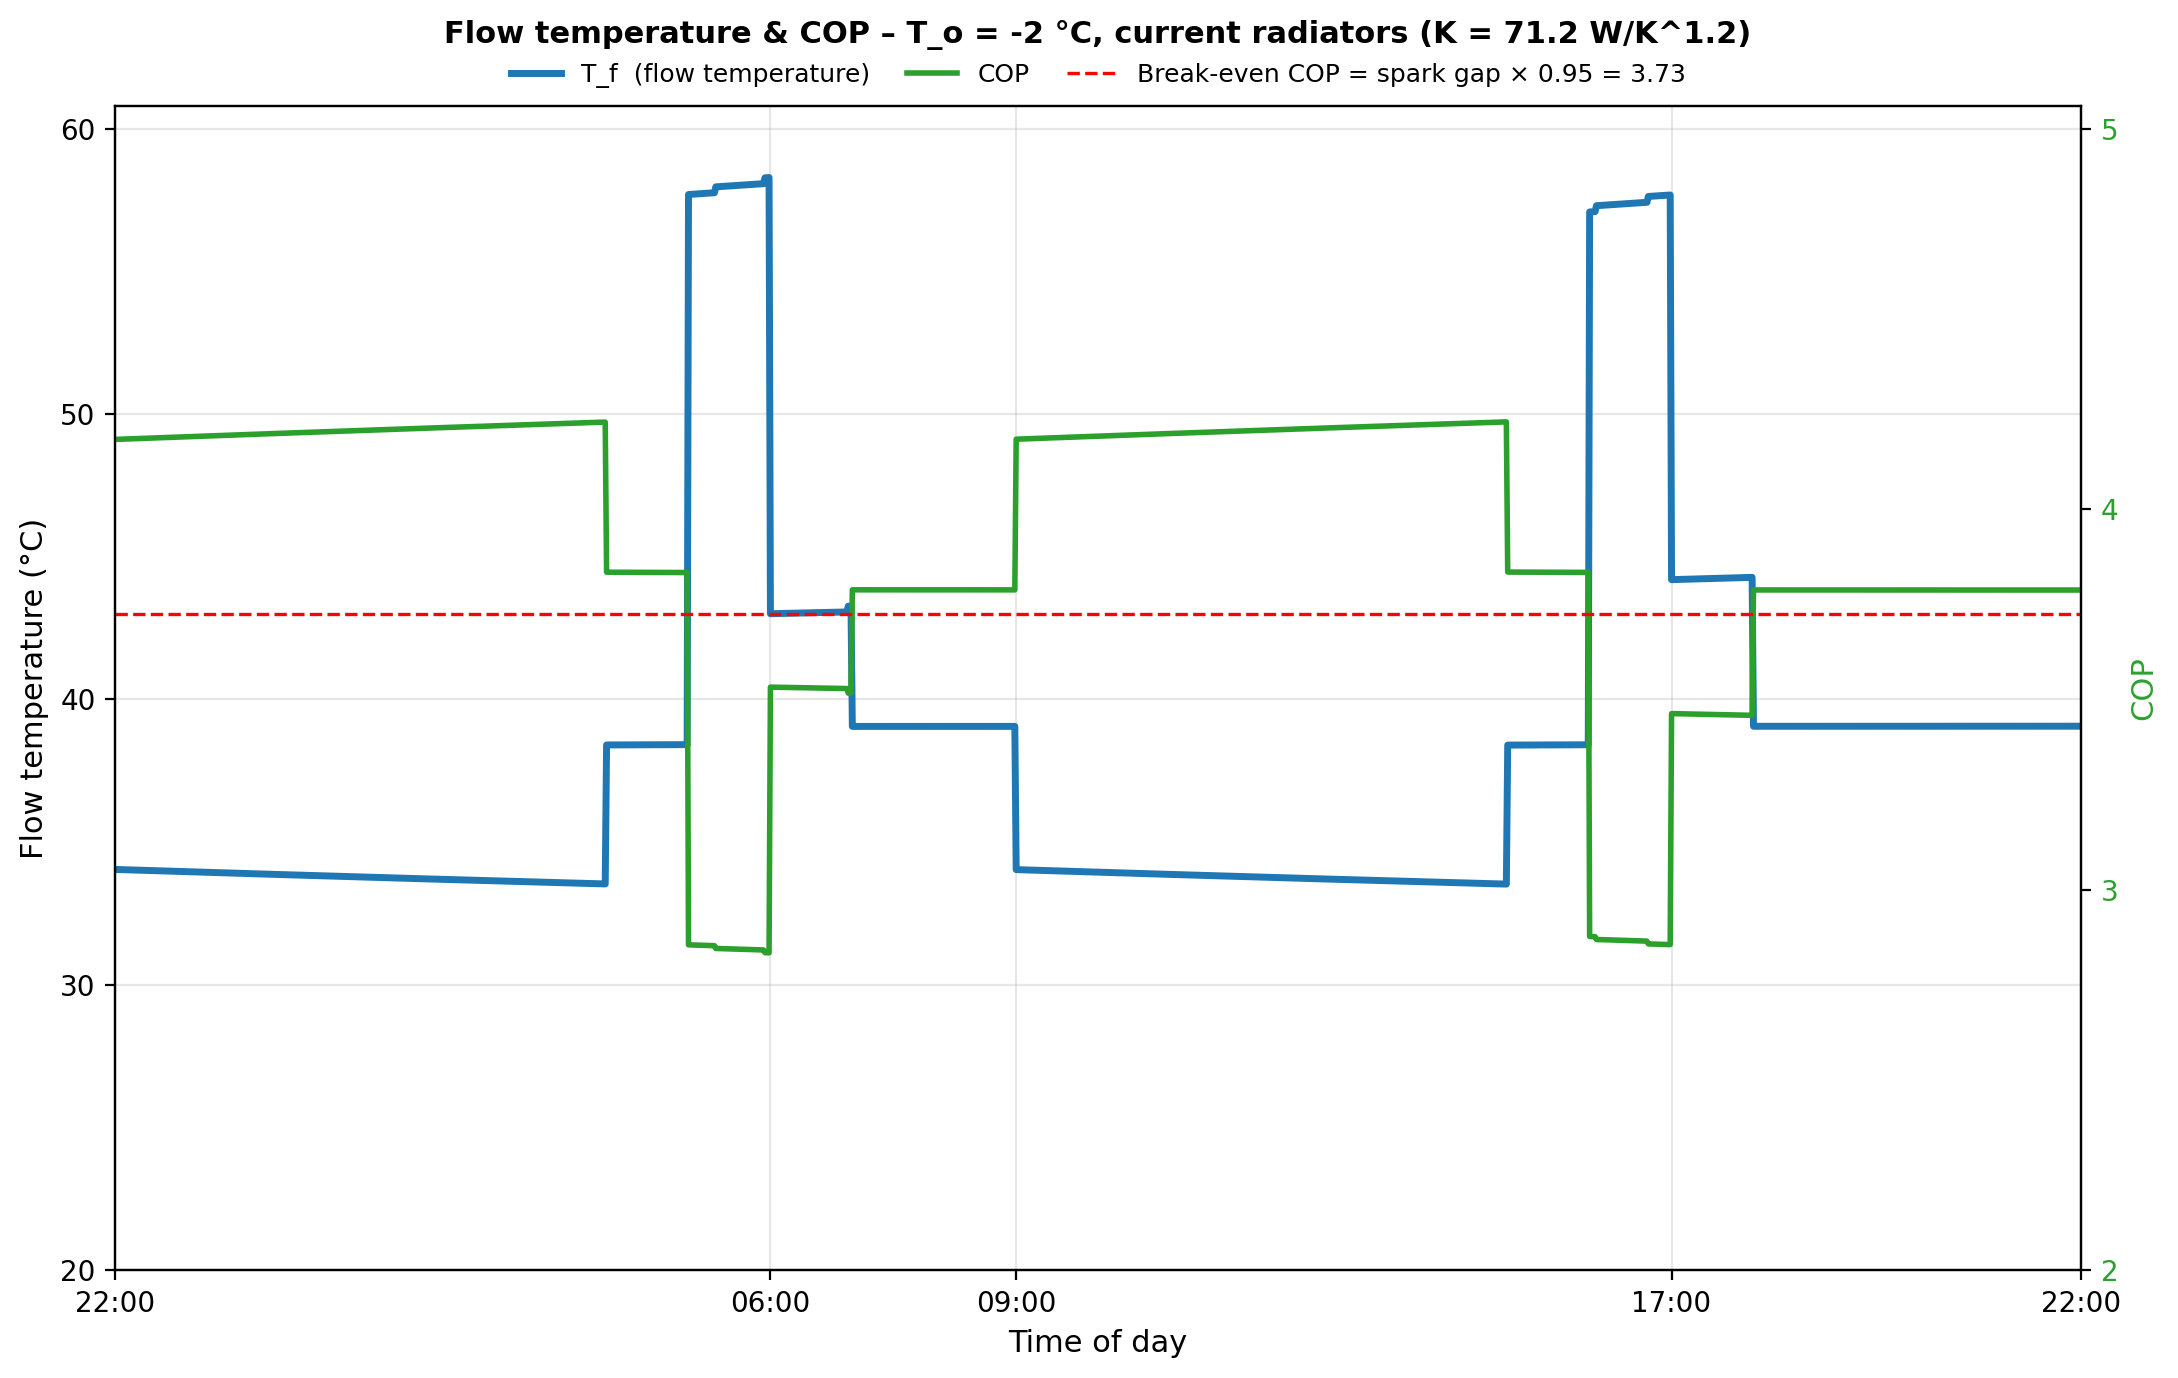 Flow temperature & COP – T_o = -2 °C, current radiators (K = 71.2 W/K^1.2)
T_f  (flow temperature)
COP
Break-even COP = spark gap × 0.95 = 3.73
Flow temperature (°C)
60
50
40
30
20
5
4
3
2
COP
22:00
06:00
09:00
17:00
22:00
Time of day